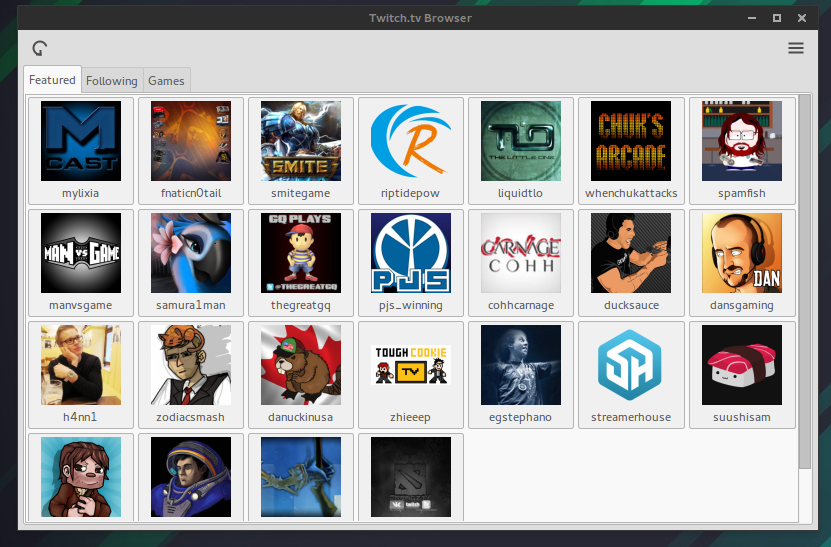 Twitch.tv Browser
Featured Following Games
M
CAST
mylixia
fnaticn0tail
SMITE
smitegame
R
riptidepow
TLO
THE LITTLE ONE
liquidtlo
CHUK'S
ARCADE
whenchukattacks
spamfish
MAN VS GAME
manvsgame
samura1man
GQ PLAYS
@THEGREATGQ
thegreatgq
PJS
pjs_winning
CARNAGE
COHH
cohhcarnage
ducksauce
DAN
dansgaming
h4nn1
zodiacsmash
danuckinusa
TOUGH COOKIE
TV
zhieeep
egstephano
SH
streamerhouse
suushisam
twitch